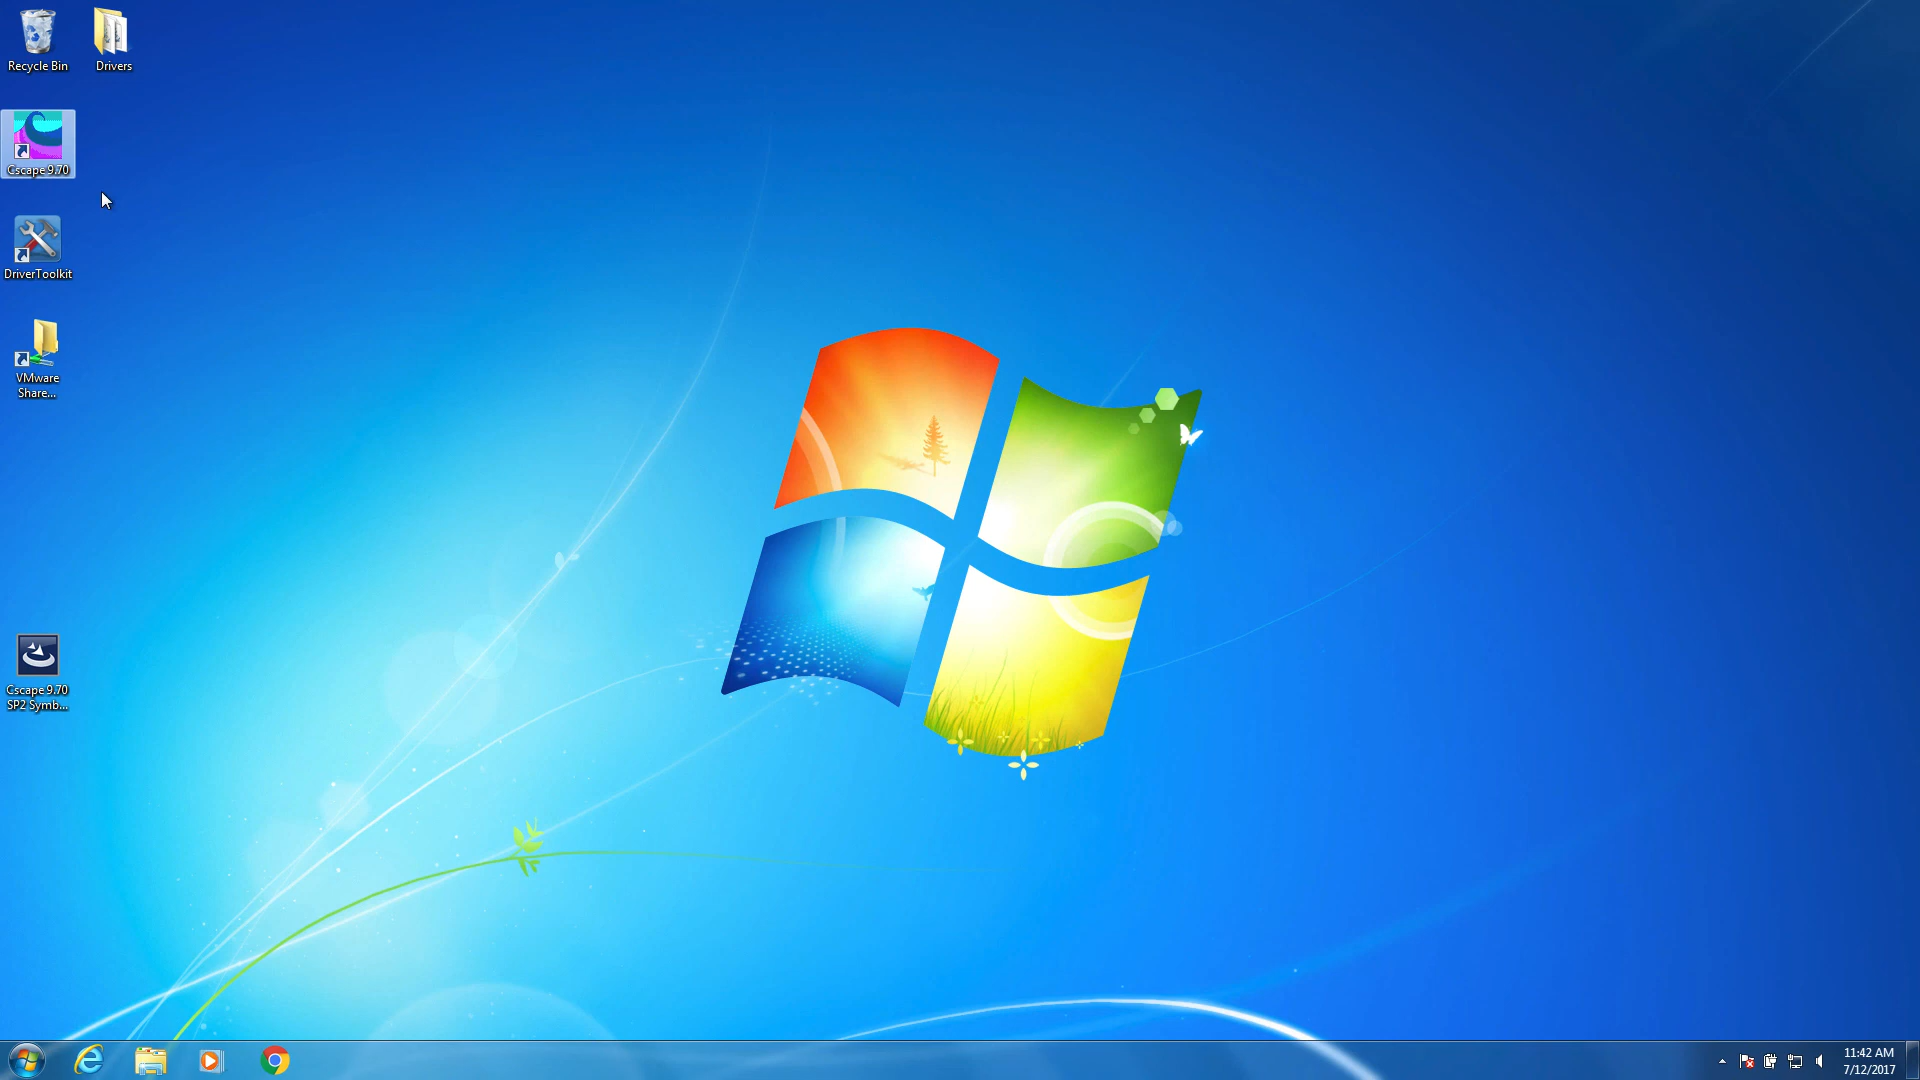 Recycle Bin
Drivers
Cscape 9.70
DriverToolkit
VMware
Share...
Cscape 9.70
SP2 Symb...
11:42 AM
7/12/2017